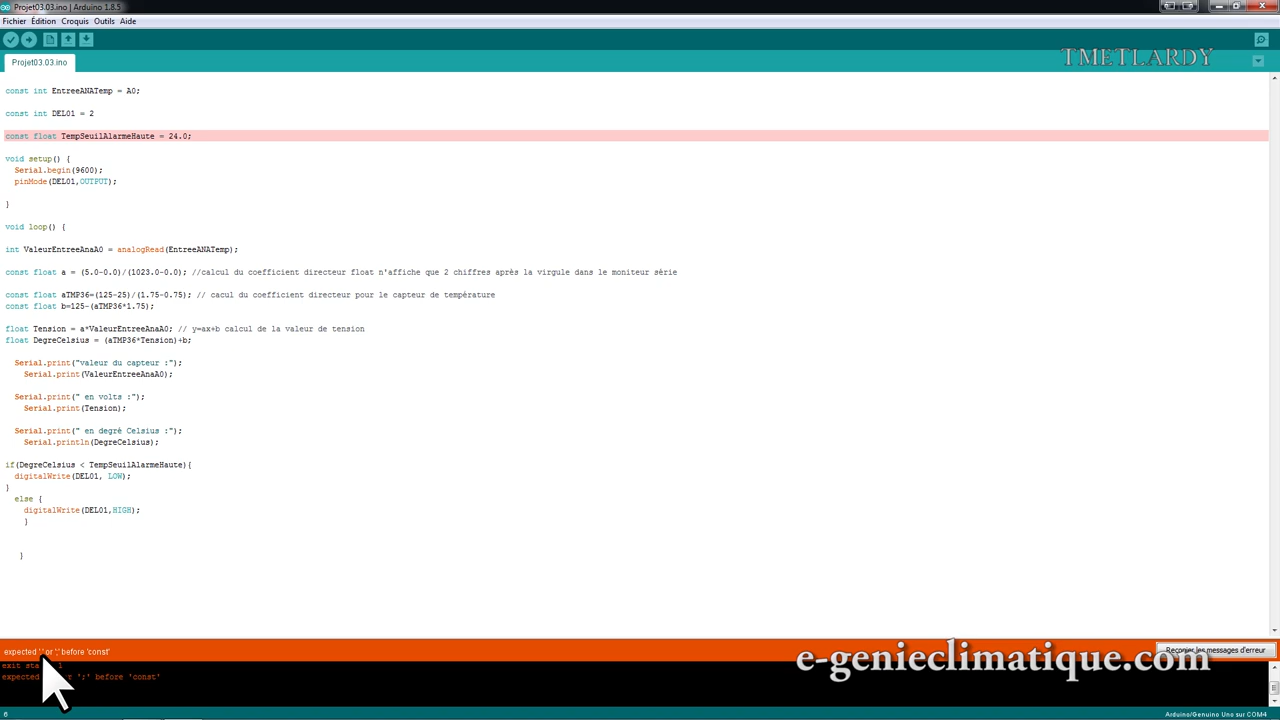 Projet03.03.ino | Arduino 1.8.5
Fichier Édition Croquis Outils Aide
TMETLARDY
Projet03.03.ino
const int EntreeANATemp = A0;
const int DEL01 = 2
const float TempSeuilAlarmeHaute = 24.0;
void setup() {
Serial.begin(9600);
pinMode(DEL01,OUTPUT);
}
void loop() {
int ValeurEntreeAnaA0 = analogRead(EntreeANATemp);
const float a = (5.0-0.0)/(1023.0-0.0); //calcul du coefficient directeur float n'affiche que 2 chiffres après la virgule dans le moniteur série
const float aTMP36=(125-25)/(1.75-0.75); // cacul du coefficient directeur pour le capteur de température
const float b=125-(aTMP36*1.75);
float Tension = a*ValeurEntreeAnaA0; // y=ax+b calcul de la valeur de tension
float DegreCelsius = (aTMP36*Tension)+b;
Serial.print("valeur du capteur :");
Serial.print(ValeurEntreeAnaA0);
Serial.print(" en volts :");
Serial.print(Tension);
Serial.print(" en degré Celsius :");
Serial.println(DegreCelsius);
if(DegreCelsius < TempSeuilAlarmeHaute){
digitalWrite(DEL01, LOW);
}
else {
digitalWrite(DEL01,HIGH);
}
}
expected or ';' before 'const'
Recopier les messages d'erreur
e-genieclimatique.com
exit
expected ';' before 'const'
6
Arduino/Genuino Uno sur COM4